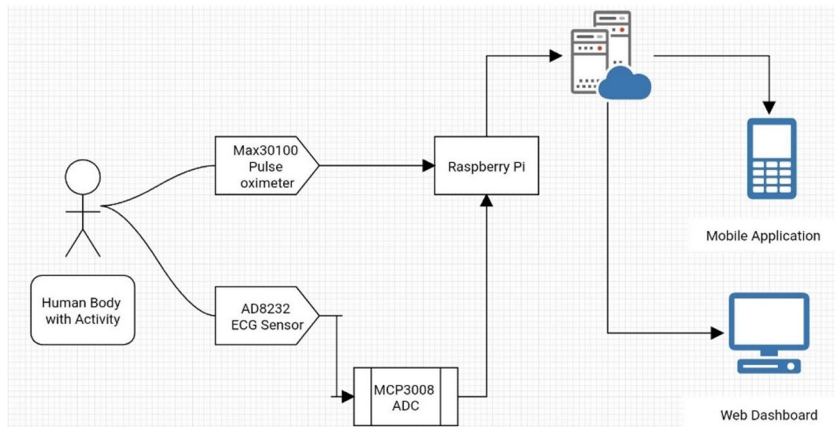 Max30100
Pulse
oximeter
Raspberry Pi
Mobile Application
Human Body
with Activity
AD8232
ECG Sensor
MCP3008
ADC
Web Dashboard